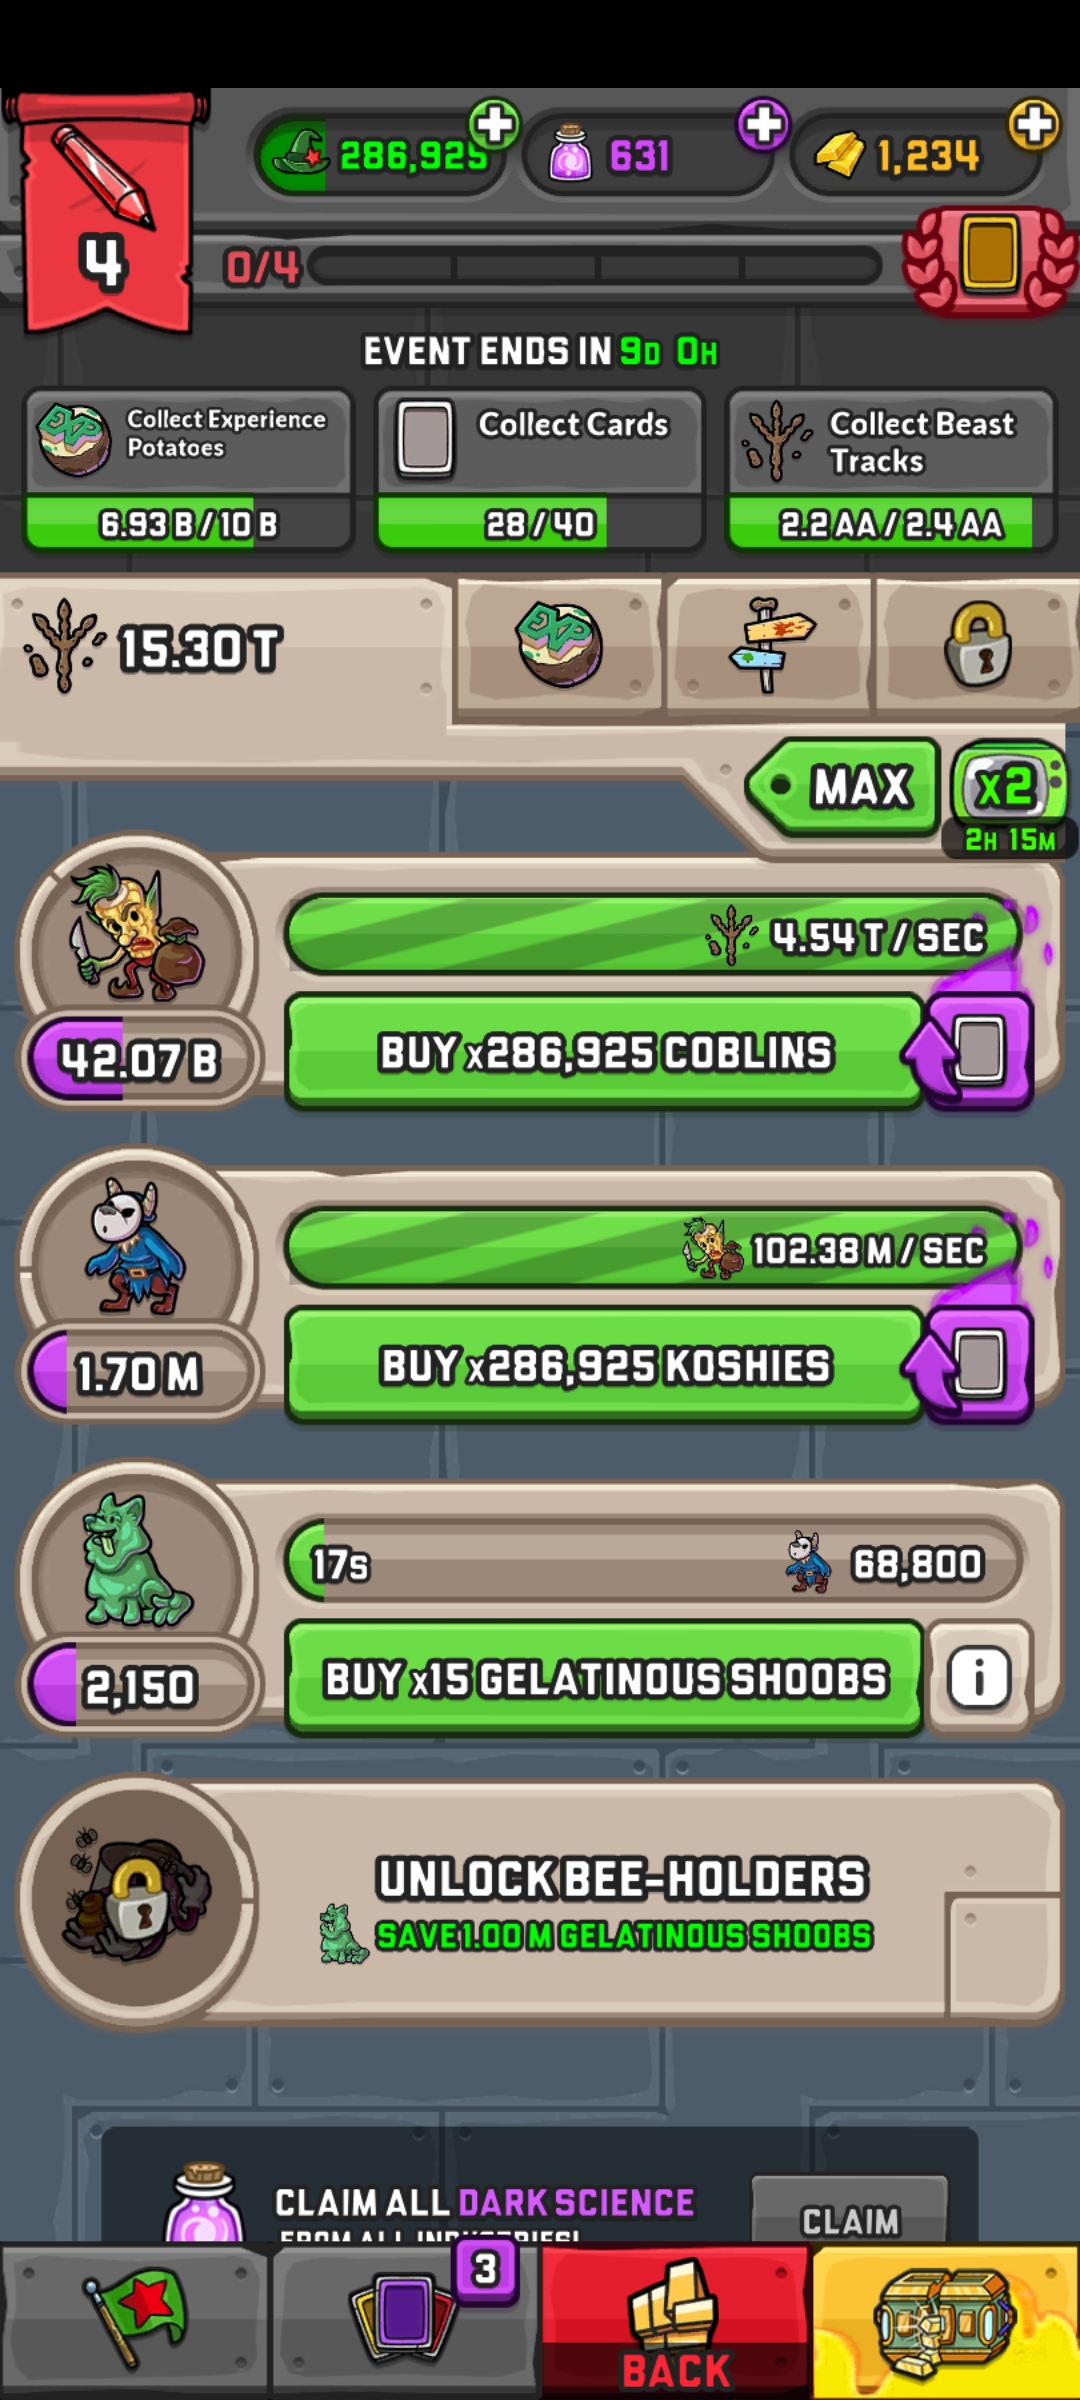 4
286,925
631
1,234
0/4
EVENT ENDS IN 9D 0H
Collect Experience
Potatoes
6.93 B / 10 B
Collect Cards
28 / 40
Collect Beast
Tracks
2.2 AA / 2.4 AA
15.30 T
EXP
MAX
x2
2H 15M
4.54 T / SEC
42.07 B
BUY x286,925 COBLINS
102.38 M / SEC
1.70 M
BUY x286,925 KOSHIES
17s
68,800
2,150
BUY x15 GELATINOUS SHOOBS
i
UNLOCK BEE-HOLDERS
SAVE 1.00 M GELATINOUS SHOOBS
CLAIM ALL DARK SCIENCE
FROM ALL INDUSTRIES!
CLAIM
3
BACK